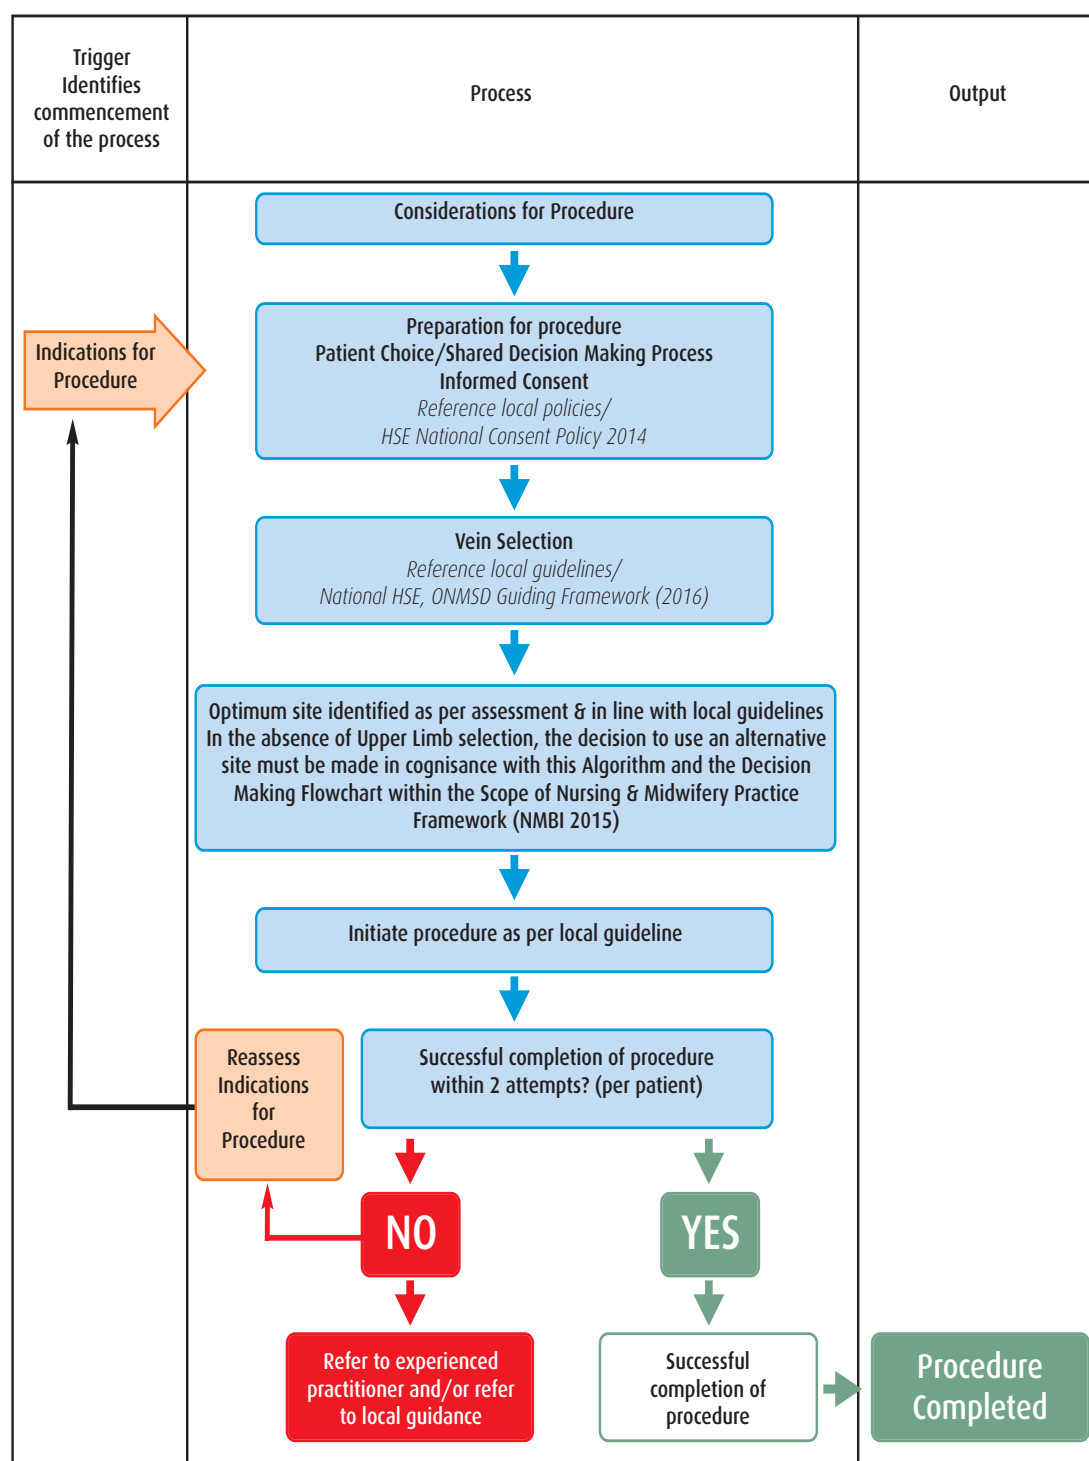 Trigger
Identifies
commencement
of the process
Process
Output
Considerations for Procedure
Indications for
Procedure
Preparation for procedure
Patient Choice/Shared Decision Making Process
Informed Consent
Reference local policies/
HSE National Consent Policy 2014
Vein Selection
Reference local guidelines/
National HSE, ONMSD Guiding Framework (2016)
Optimum site identified as per assessment & in line with local guidelines
In the absence of Upper Limb selection, the decision to use an alternative
site must be made in cognisance with this Algorithm and the Decision
Making Flowchart within the Scope of Nursing & Midwifery Practice
Framework (NMBI 2015)
Initiate procedure as per local guideline
Reassess
Indications
for
Procedure
Successful completion of procedure
within 2 attempts? (per patient)
NO
YES
Refer to experienced
practitioner and/or refer
to local guidance
Successful
completion of
procedure
Procedure
Completed